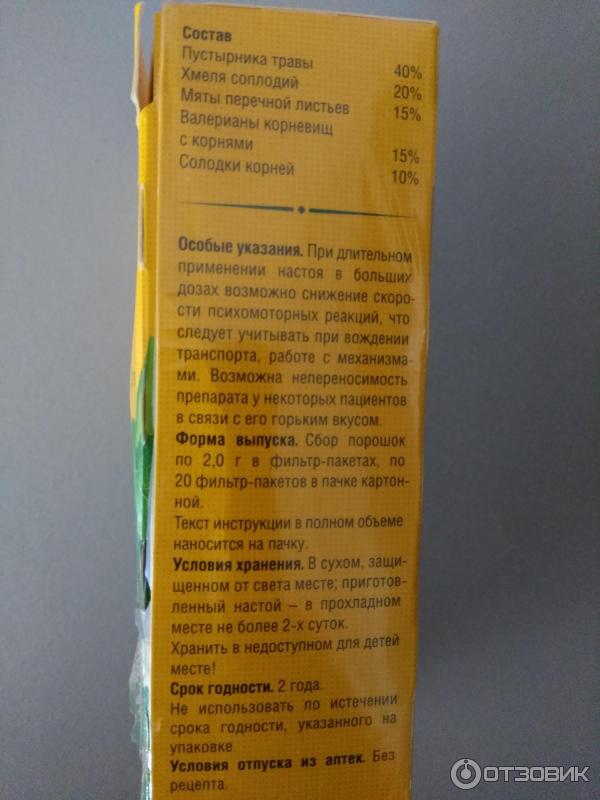 Состав
Пустырника травы 40%
Хмеля соплодий 20%
Мяты перечной листьев 15%
Валерианы корневищ
с корнями 15%
Солодки корней 10%
Особые указания. При длительном
применении настоя в больших
дозах возможно снижение скоро-
сти психомоторных реакций, что
следует учитывать при вождении
транспорта, работе с механизма-
ми. Возможна непереносимость
препарата у некоторых пациентов
в связи с его горьким вкусом.
Форма выпуска. Сбор порошок
по 2,0 г в фильтр-пакетах, по
20 фильтр-пакетов в пачке картон-
ной.
Текст инструкции в полном объеме
наносится на пачку.
Условия хранения. В сухом, защи-
щенном от света месте; приготов-
ленный настой – в прохладном
месте не более 2-х суток.
Хранить в недоступном для детей
месте!
Срок годности. 2 года.
Не использовать по истечении
срока годности, указанного на
упаковке.
Условия отпуска из аптек. Без
рецепта.
ОТЗОВИК